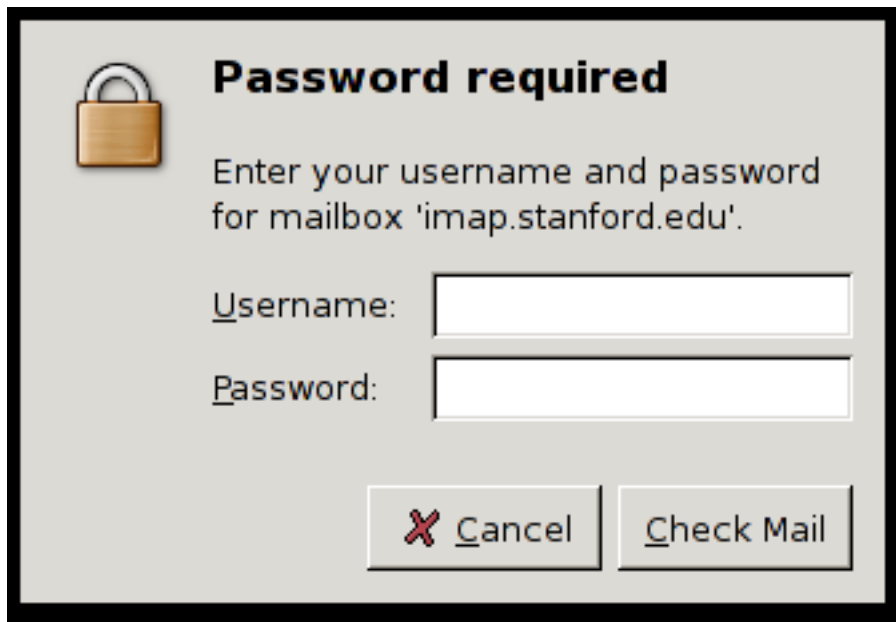 Password required
Enter your username and password
for mailbox 'imap.stanford.edu'.
Username:
Password:
Cancel
Check Mail